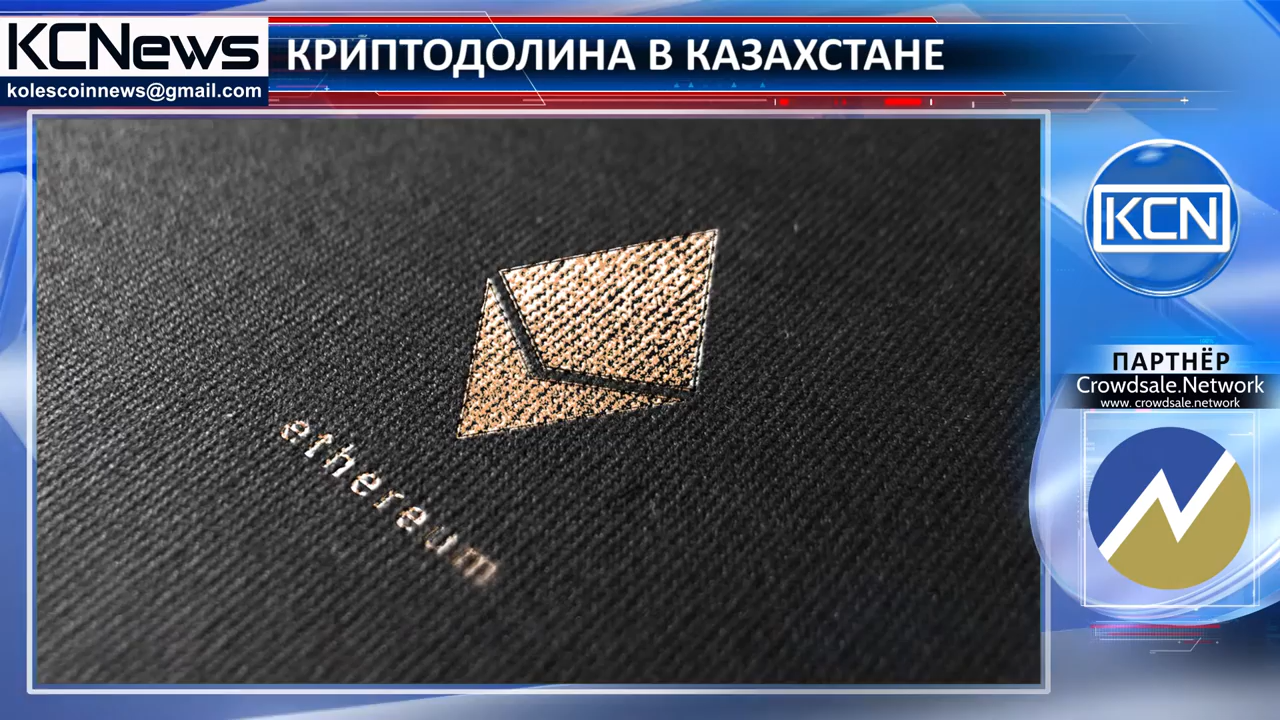 KCNews
kolescoinnews@gmail.com
КРИПТОДОЛИНА В КАЗАХСТАНЕ
ethereum
KCN
ПАРТНЁР
Crowdsale.Network
www. crowdsale.network